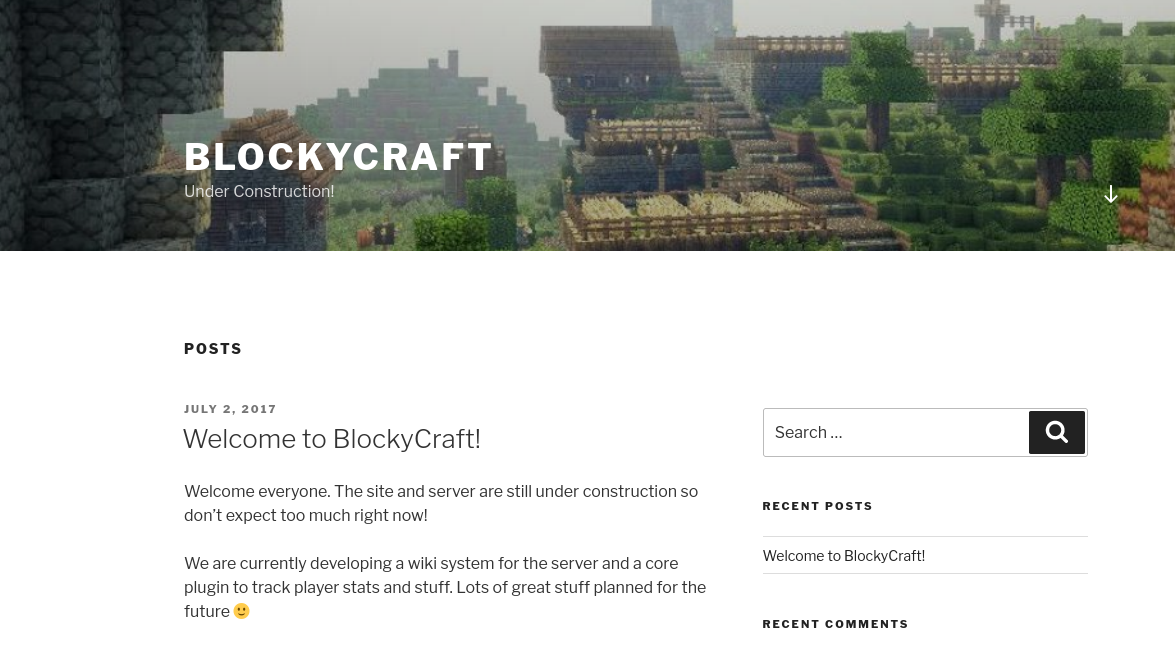 BLOCKYCRAFT
Under Construction!
POSTS
JULY 2, 2017
Welcome to BlockyCraft!
Welcome everyone. The site and server are still under construction so
don’t expect too much right now!
We are currently developing a wiki system for the server and a core
plugin to track player stats and stuff. Lots of great stuff planned for the
future 🙂
Search …
RECENT POSTS
Welcome to BlockyCraft!
RECENT COMMENTS